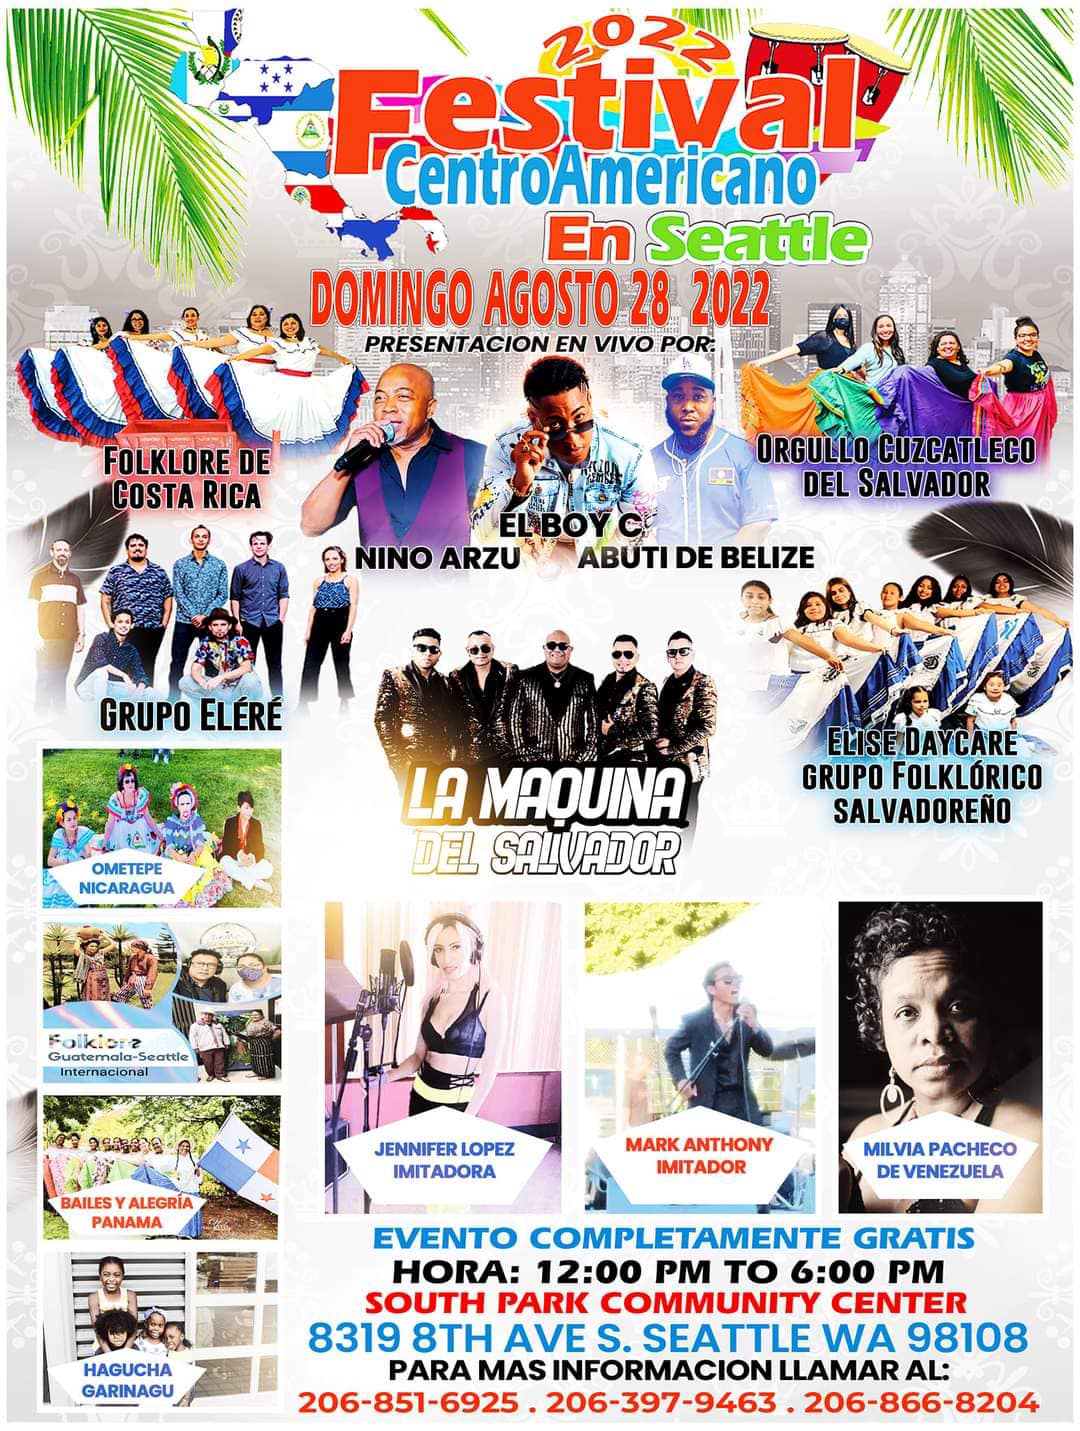 2022
Festival
CentroAmericano
En Seattle
DOMINGO AGOSTO 28 2022
PRESENTACION EN VIVO POR:
FOLKLORE DE
COSTA RICA
ORGULLO CUZCATLECO
DEL SALVADOR
EL BOY C
NINO ARZU
ABUTI DE BELIZE
GRUPO ELÉRÉ
ELISE DAYCARE
GRUPO FOLKLÓRICO
SALVADOREÑO
LA MAQUINA
DEL SALVADOR
OMETEPE
NICARAGUA
Folklore
Guatemala-Seattle
Internacional
BAILES Y ALEGRÍA
PANAMA
HAGUCHA
GARINAGU
JENNIFER LOPEZ
IMITADORA
MARK ANTHONY
IMITADOR
MILVIA PACHECO
DE VENEZUELA
EVENTO COMPLETAMENTE GRATIS
HORA: 12:00 PM TO 6:00 PM
SOUTH PARK COMMUNITY CENTER
8319 8TH AVE S. SEATTLE WA 98108
PARA MAS INFORMACION LLAMAR AL:
206-851-6925 . 206-397-9463 . 206-866-8204